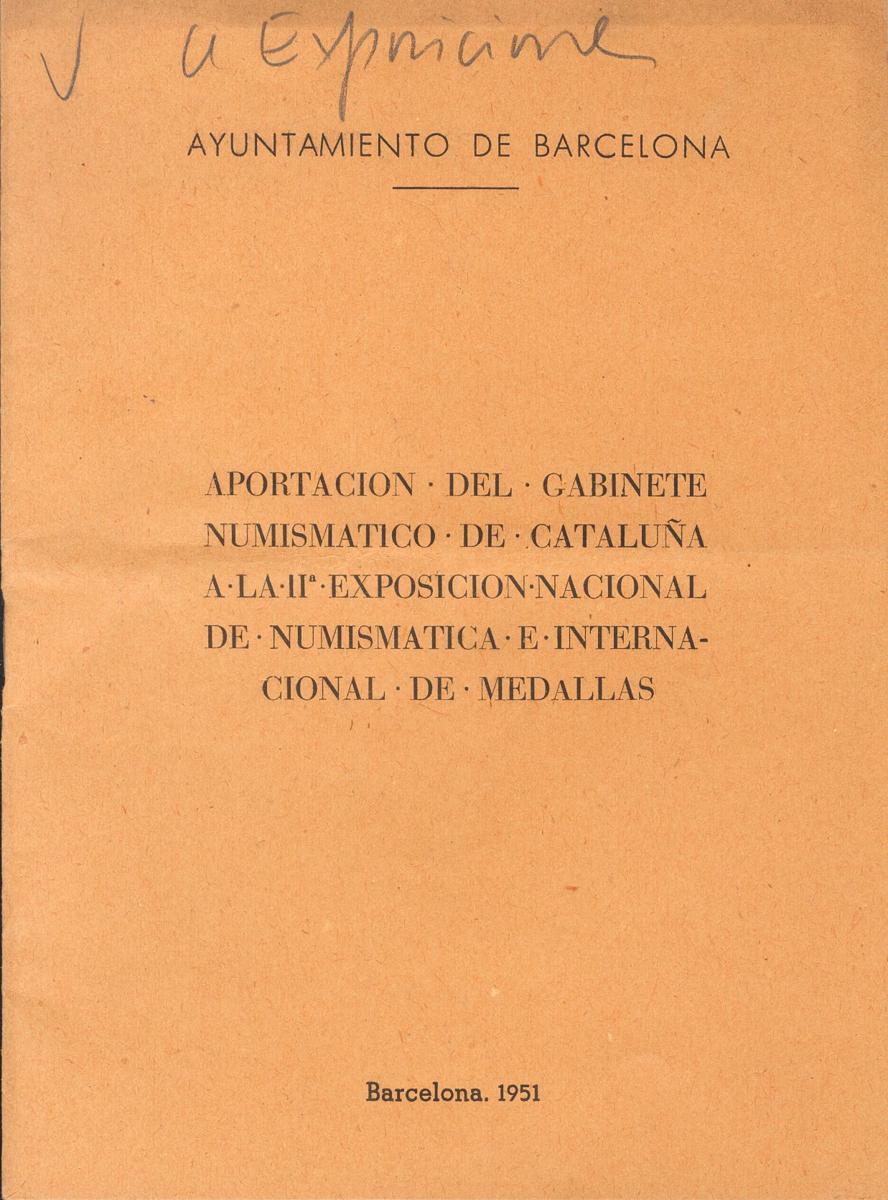 a Exposicione
AYUNTAMIENTO DE BARCELONA
APORTACION · DEL · GABINETE
NUMISMATICO · DE · CATALUÑA
A·LA·IIª·EXPOSICION·NACIONAL
DE · NUMISMATICA · E · INTERNA-
CIONAL · DE · MEDALLAS
Barcelona. 1951